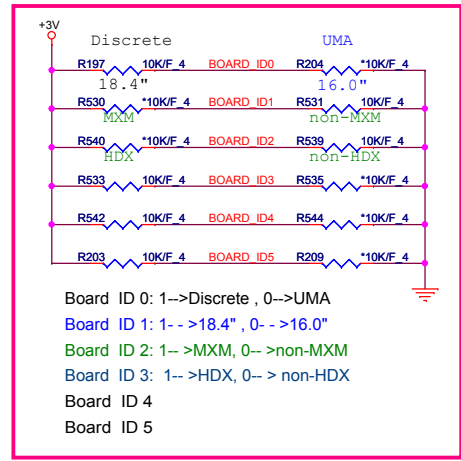 +3V
Discrete UMA
R197 10K/F_4 BOARD_ID0 R204 *10K/F_4
18.4" 16.0"
R530 *10K/F_4 BOARD_ID1 R531 *10K/F_4
MXM non-MXM
R540 *10K/F_4 BOARD_ID2 R539 10K/F_4
HDX non-HDX
R533 10K/F_4 BOARD_ID3 R535 *10K/F_4
R542 10K/F_4 BOARD_ID4 R544 *10K/F_4
R203 10K/F_4 BOARD_ID5 R209 *10K/F_4
Board ID 0: 1-->Discrete , 0-->UMA
Board ID 1: 1- - >18.4" , 0- - >16.0"
Board ID 2: 1-- >MXM, 0-- >non-MXM
Board ID 3: 1-- >HDX, 0-- > non-HDX
Board ID 4
Board ID 5